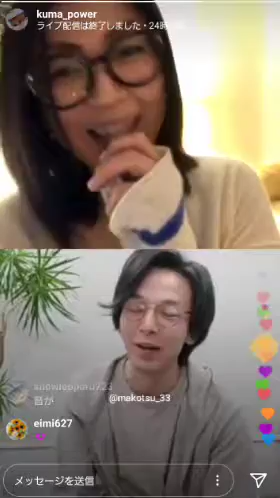 kuma_power
ライブ配信は終了しました・24時
音が
@makotsu_33
eimi627
メッセージを送信